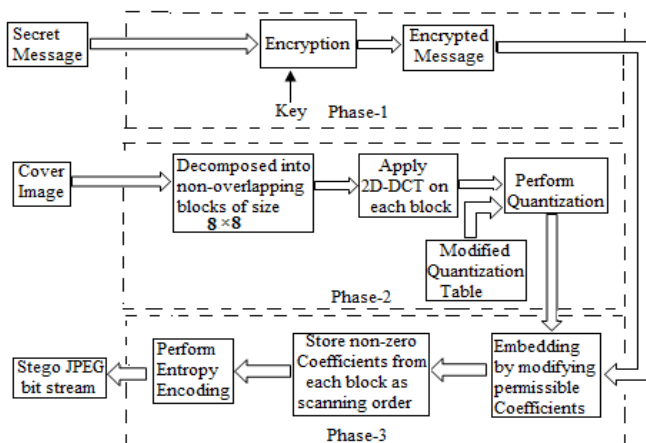 Secret
Message
Encryption
Encrypted
Message
Key
Phase-1
Cover
Image
Decomposed into
non-overlapping
blocks of size
8×8
Apply
2D-DCT on
each block
Perform
Quantization
Modified
Quantization
Table
Phase-2
Stego JPEG
bit stream
Perform
Entropy
Encoding
Store non-zero
Coefficients from
each block as
scanning order
Embedding
by modifying
permissible
Coefficients
Phase-3